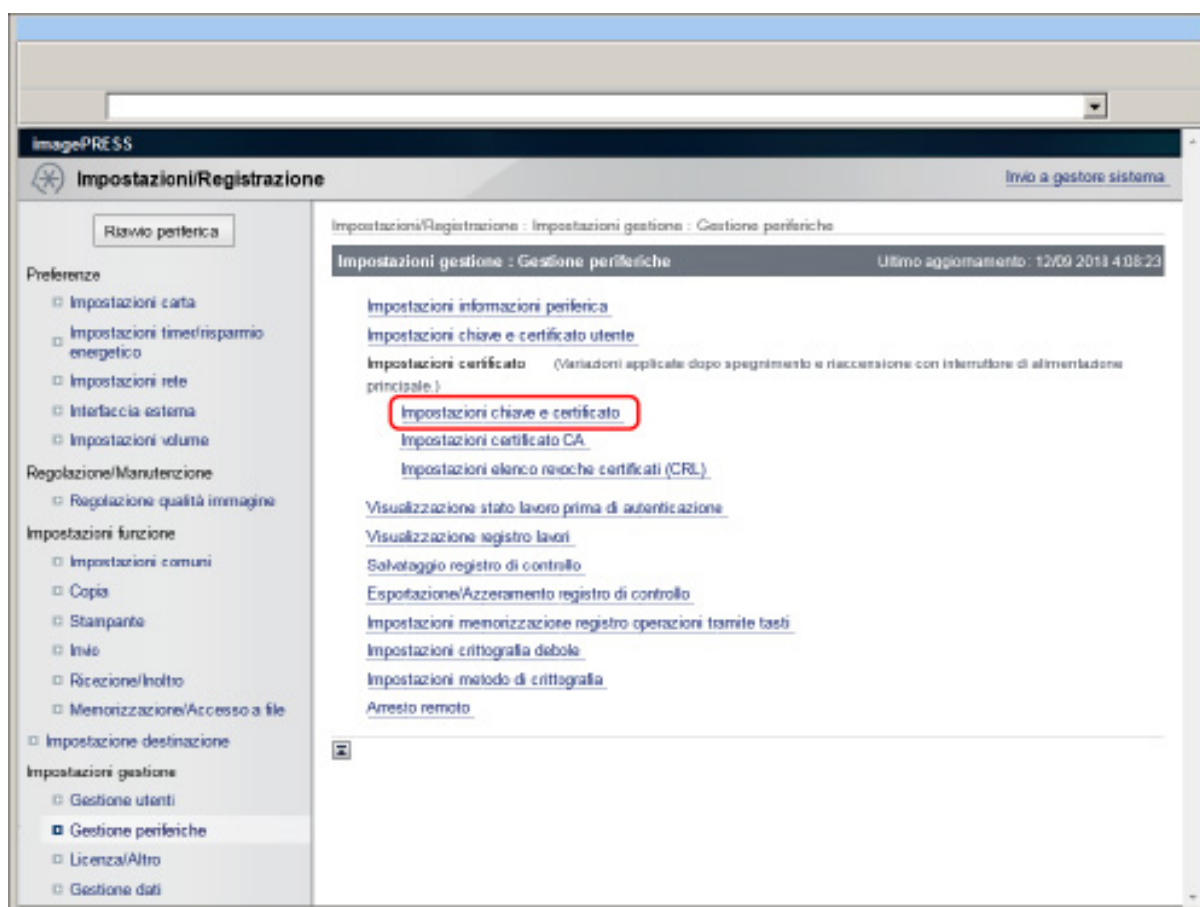 imagePRESS
Impostazioni/Registrazione
Invio a gestore sistema
Riavvio periferica
Preferenze
Impostazioni carta
Impostazioni timer/risparmio
energetico
Impostazioni rete
Interfaccia esterna
Impostazioni volume
Regolazione/Manutenzione
Regolazione qualità immagine
Impostazioni funzione
Impostazioni comuni
Copia
Stampante
Invio
Ricezione/Inoltro
Memorizzazione/Accesso a file
Impostazione destinazione
Impostazioni gestione
Gestione utenti
Gestione periferiche
Licenza/Altro
Gestione dati
Impostazioni/Registrazione : Impostazioni gestione : Gestione periferiche
Impostazioni gestione : Gestione periferiche
Ultimo aggiornamento : 12/09 2018 4:08:23
Impostazioni informazioni periferica
Impostazioni chiave e certificato utente
Impostazioni certificato (Variazioni applicate dopo spegnimento e riaccensione con interruttore di alimentazione
principale.)
Impostazioni chiave e certificato
Impostazioni certificato CA
Impostazioni elenco revoche certificati (CRL)
Visualizzazione stato lavoro prima di autenticazione
Visualizzazione registro lavori
Salvataggio registro di controllo
Esportazione/Azzeramento registro di controllo
Impostazioni memorizzazione registro operazioni tramite tasti
Impostazioni crittografia debole
Impostazioni metodo di crittografia
Arresto remoto